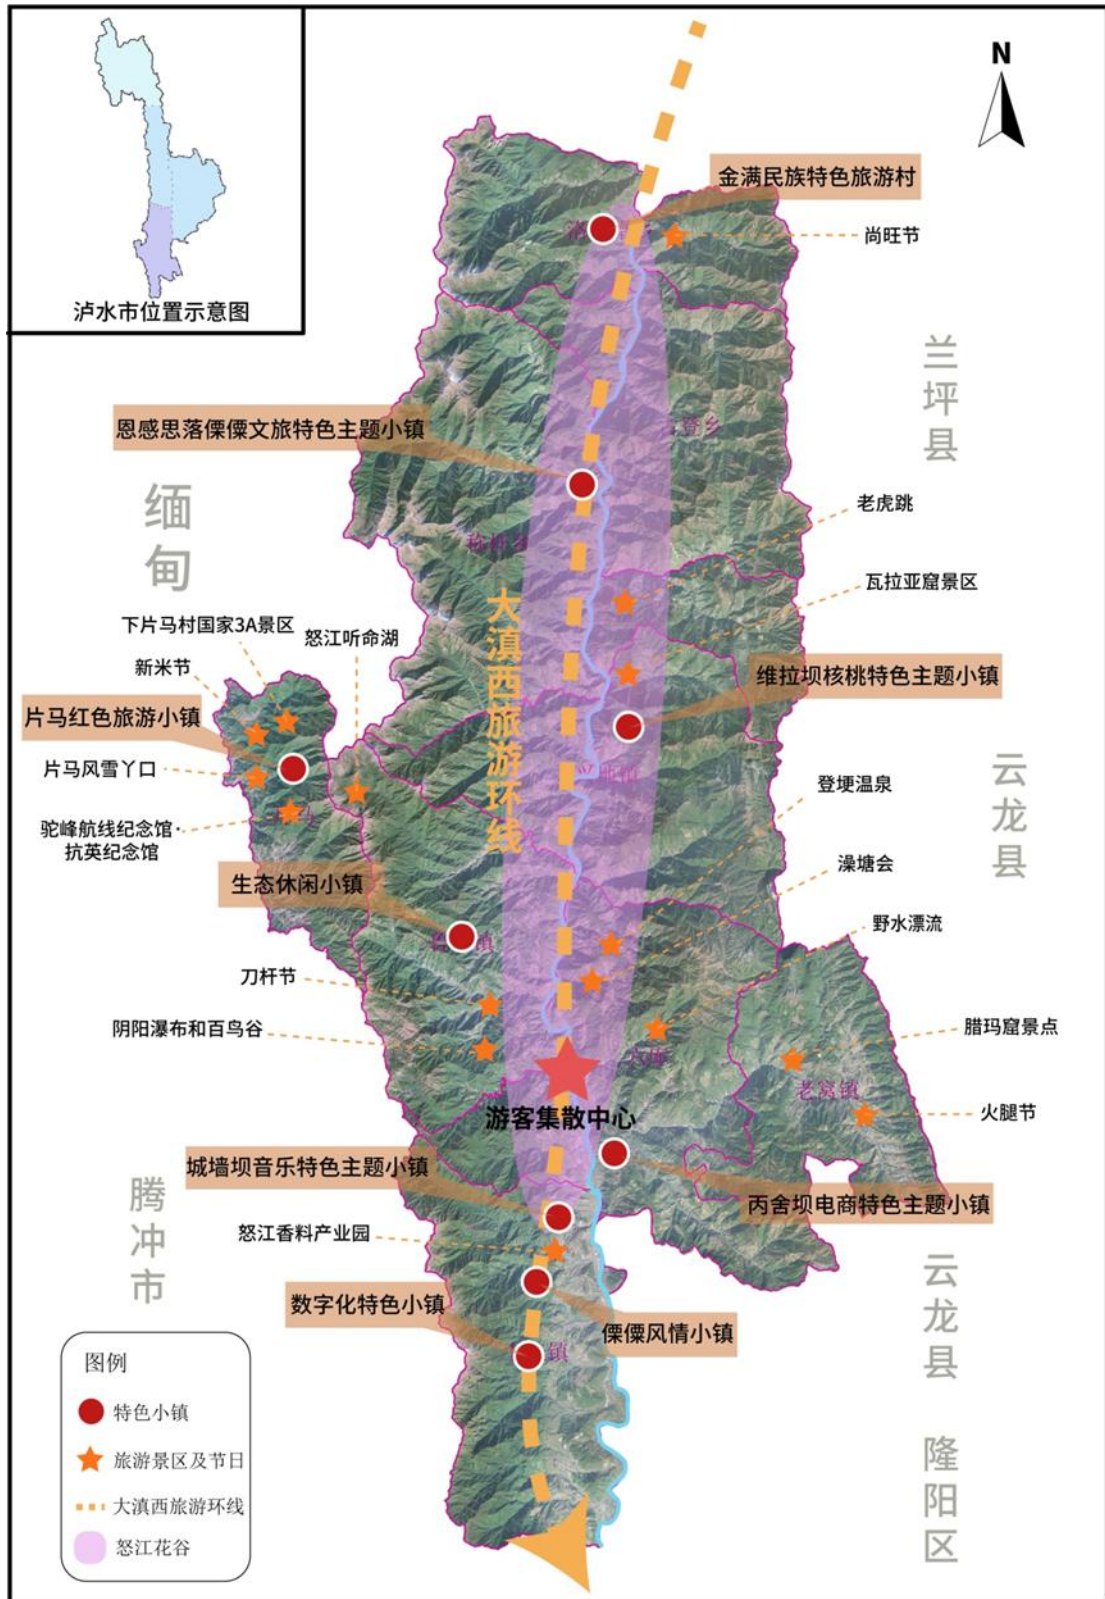 N
泸水市位置示意图
金满民族特色旅游村
尚旺节
兰坪县
恩感思落傈僳文旅特色主题小镇
登乡
缅甸
老虎跳
瓦拉亚窟景区
大滇西旅游环线
下片马村国家3A景区
怒江听命湖
新米节
维拉坝核桃特色主题小镇
片马红色旅游小镇
片马风雪丫口
云龙县
登埂温泉
驼峰航线纪念馆·
抗英纪念馆
澡塘会
生态休闲小镇
野水漂流
镇
刀杆节
阴阳瀑布和百鸟谷
腊玛窟景点
老窝镇
火腿节
游客集散中心
城墙坝音乐特色主题小镇
丙舍坝电商特色主题小镇
腾冲市
怒江香料产业园
云龙县
数字化特色小镇
傈僳风情小镇
镇
隆阳区
图例
特色小镇
旅游景区及节日
大滇西旅游环线
怒江花谷